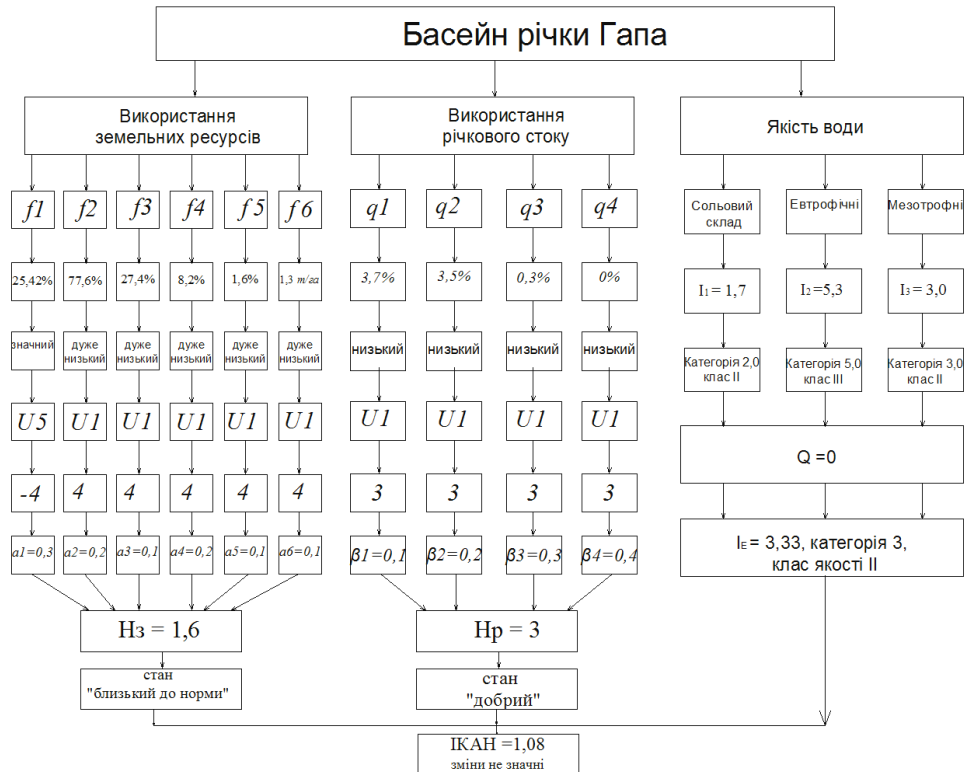 Басейн річки Гапа
Використання
земельних ресурсів
Використання
річкового стоку
Якість води
f1
f2
f3
f4
f 5
f 6
q1
q2
q3
q4
Сольовий
склад
Евтрофічні
Мезотрофні
25,42%
77,6%
27,4%
8,2%
1,6%
1,3 т/га
3,7%
3,5%
0,3%
0%
I1 = 1,7
I2 =5,3
I3 = 3,0
значний
дуже
низький
дуже
низький
дуже
низький
дуже
низький
дуже
низький
низький
низький
низький
низький
Категорія 2,0
клас II
Категорія 5,0
клас III
Категорія 3,0
клас II
U5
U1
U1
U1
U1
U1
U1
U1
U1
U1
Q =0
-4
4
4
4
4
4
3
3
3
3
a1=0,3
a2=0,2
a3=0,1
a4=0,2
a5=0,1
a6=0,1
β1=0,1
β2=0,2
β3=0,3
β4=0,4
IE = 3,33, категорія 3,
клас якості II
Нз = 1,6
Нр = 3
стан
"близький до норми"
стан
"добрий"
ІКАН =1,08
зміни не значні